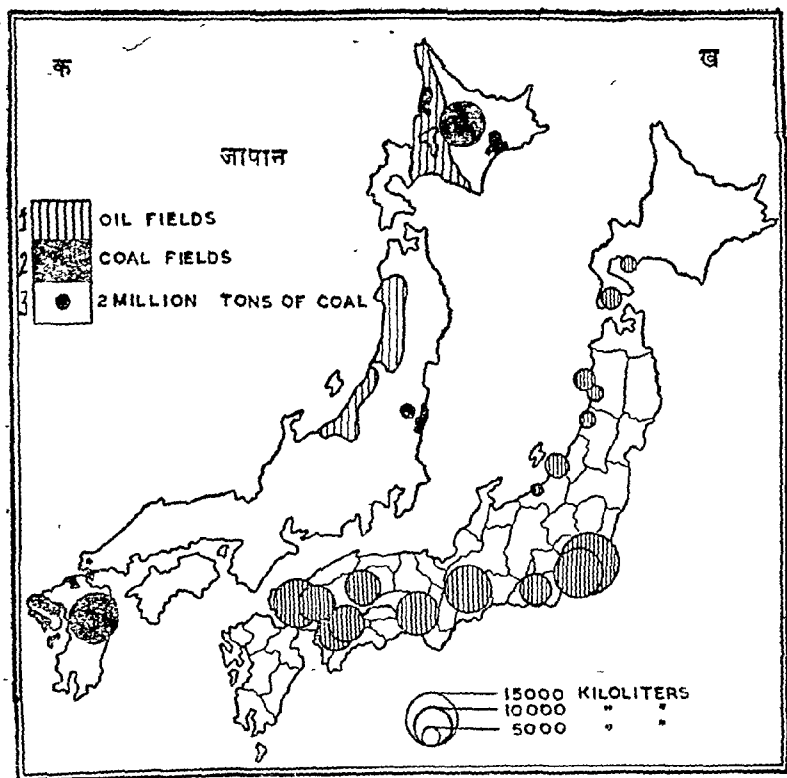 क
ख
जापान
1 OIL FIELDS
2 COAL FIELDS
3 2 MILLION TONS OF COAL
15000 KILOLITERS
10000 " "
5000 " "